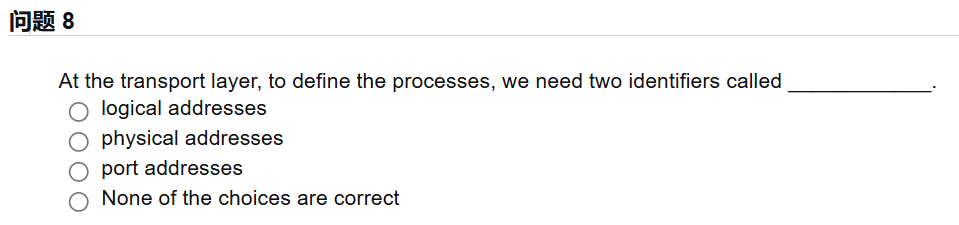 问题 8
At the transport layer, to define the processes, we need two identifiers called _____________.
logical addresses
physical addresses
port addresses
None of the choices are correct